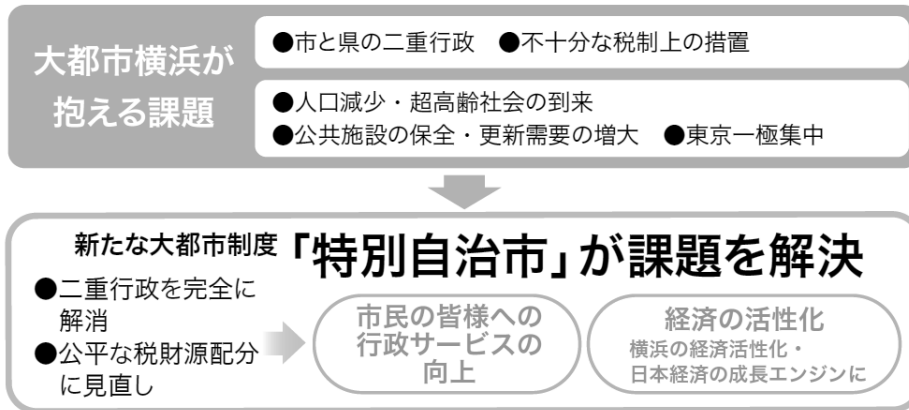 大都市横浜が
抱える課題
●市と県の二重行政 ●不十分な税制上の措置
●人口減少・超高齢社会の到来
●公共施設の保全・更新需要の増大 ●東京一極集中
新たな大都市制度「特別自治市」が課題を解決
●二重行政を完全に
解消
●公平な税財源配分
に見直し
市民の皆様への
行政サービスの
向上
経済の活性化
横浜の経済活性化・
日本経済の成長エンジンに